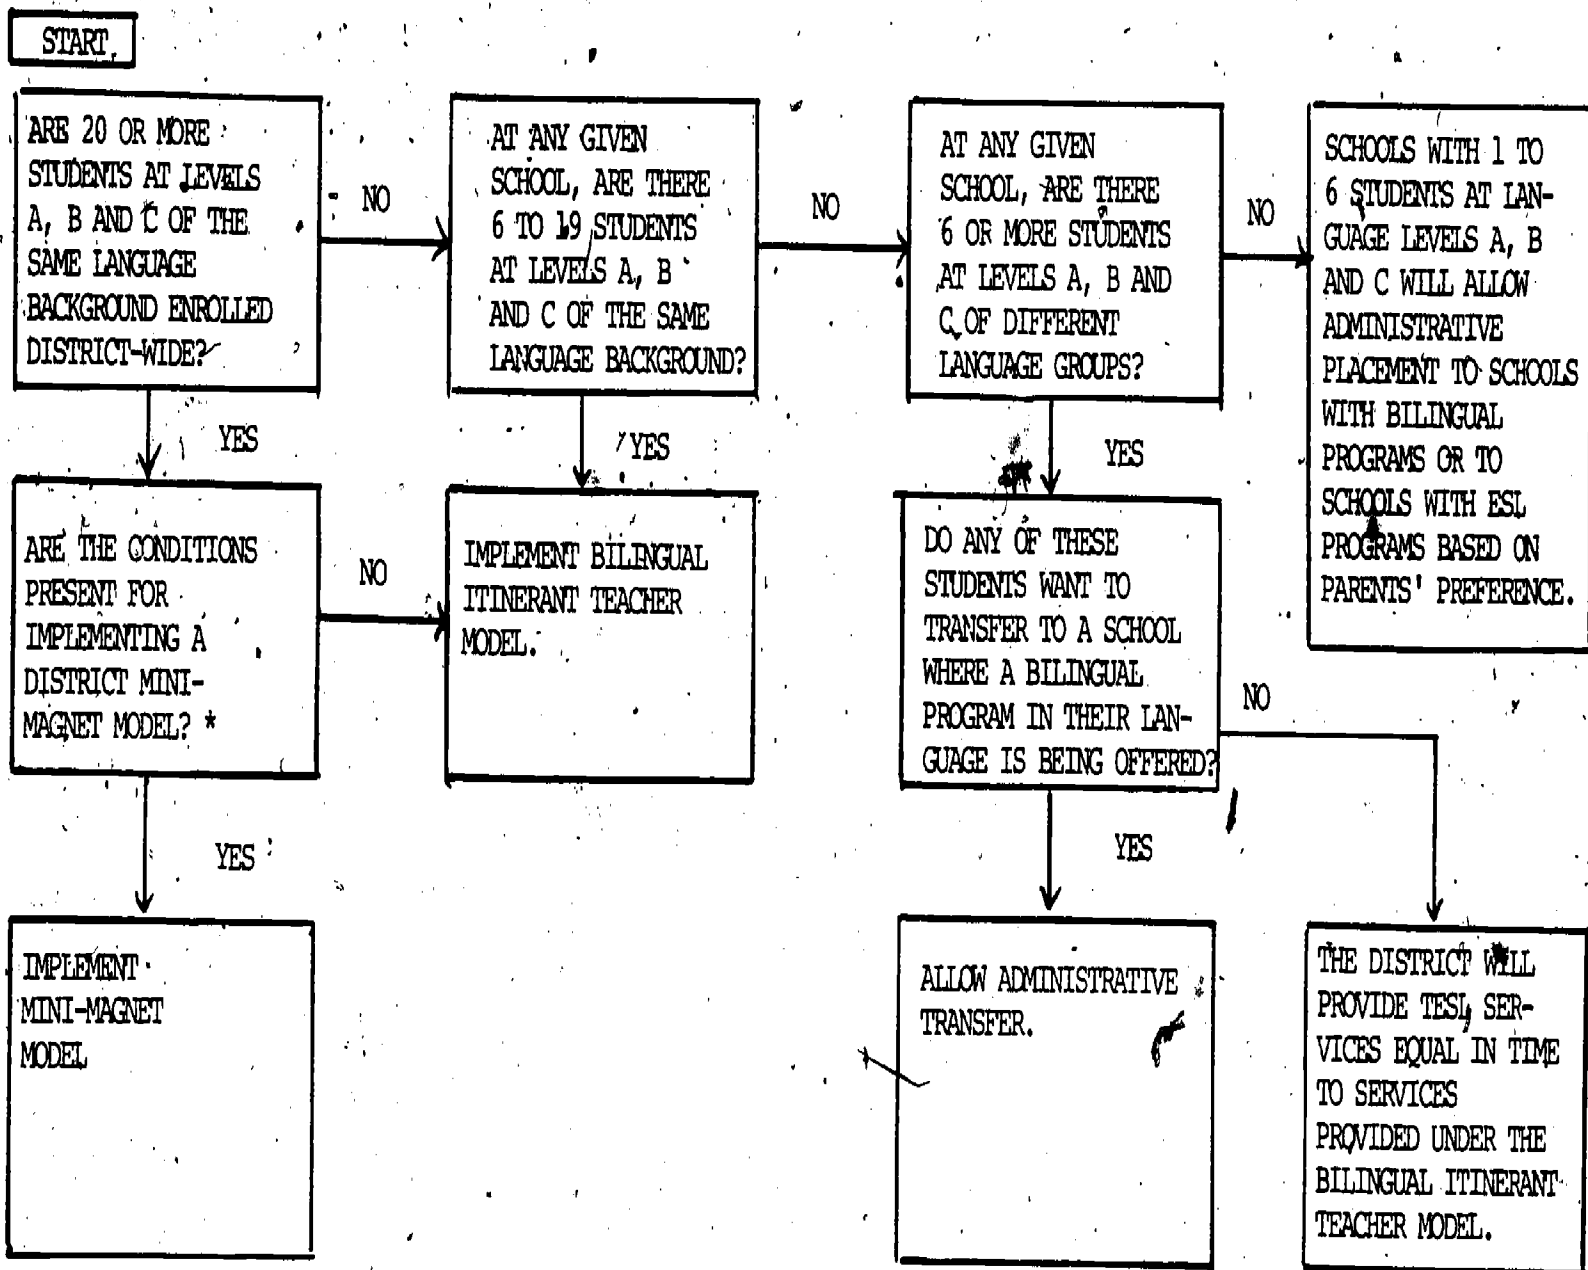 START
ARE 20 OR MORE
STUDENTS AT LEVELS
A, B AND C OF THE
SAME LANGUAGE
BACKGROUND ENROLLED
DISTRICT-WIDE?
NO
AT ANY GIVEN
SCHOOL, ARE THERE
6 TO 19 STUDENTS
AT LEVELS A, B
AND C OF THE SAME
LANGUAGE BACKGROUND?
NO
AT ANY GIVEN
SCHOOL, ARE THERE
6 OR MORE STUDENTS
AT LEVELS A, B AND
C OF DIFFERENT
LANGUAGE GROUPS?
NO
SCHOOLS WITH 1 TO
6 STUDENTS AT LAN-
GUAGE LEVELS A, B
AND C WILL ALLOW
ADMINISTRATIVE
PLACEMENT TO SCHOOLS
WITH BILINGUAL
PROGRAMS OR TO
SCHOOLS WITH ESL
PROGRAMS BASED ON
PARENTS' PREFERENCE.
YES
YES
YES
ARE THE CONDITIONS
PRESENT FOR
IMPLEMENTING A
DISTRICT MINI-
MAGNET MODEL? *
NO
IMPLEMENT BILINGUAL
ITINERANT TEACHER
MODEL.
DO ANY OF THESE
STUDENTS WANT TO
TRANSFER TO A SCHOOL
WHERE A BILINGUAL
PROGRAM IN THEIR LAN-
GUAGE IS BEING OFFERED?
NO
YES
YES
IMPLEMENT
MINI-MAGNET
MODEL
ALLOW ADMINISTRATIVE
TRANSFER.
THE DISTRICT WILL
PROVIDE TESL SER-
VICES EQUAL IN TIME
TO SERVICES
PROVIDED UNDER THE
BILINGUAL ITINERANT
TEACHER MODEL.